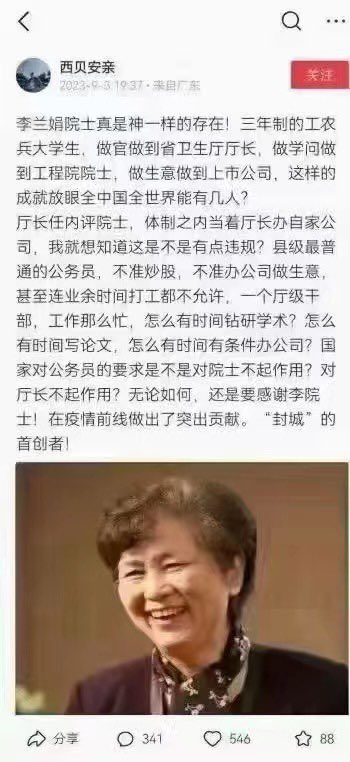 西贝安亲
2023-9-3 19:37 · 来自广东
关注
李兰娟院士真是神一样的存在！三年制的工农
兵大学生，做官做到省卫生厅厅长，做学问做
到工程院院士，做生意做到上市公司，这样的
成就放眼全中国全世界能有几人？
厅长任内评院士，体制之内当着厅长办自家公
司，我就想知道这是不是有点违规？县级最普
通的公务员，不准炒股，不准办公司做生意，
甚至连业余时间打工都不允许，一个厅级干
部，工作那么忙，怎么有时间钻研学术？怎么
有时间写论文，怎么有时间有条件办公司？国
家对公务员的要求是不是对院士不起作用？对
厅长不起作用？无论如何，还是要感谢李院
士！在疫情前线做出了突出贡献。“封城”的
首创者！
分享
341
546
88